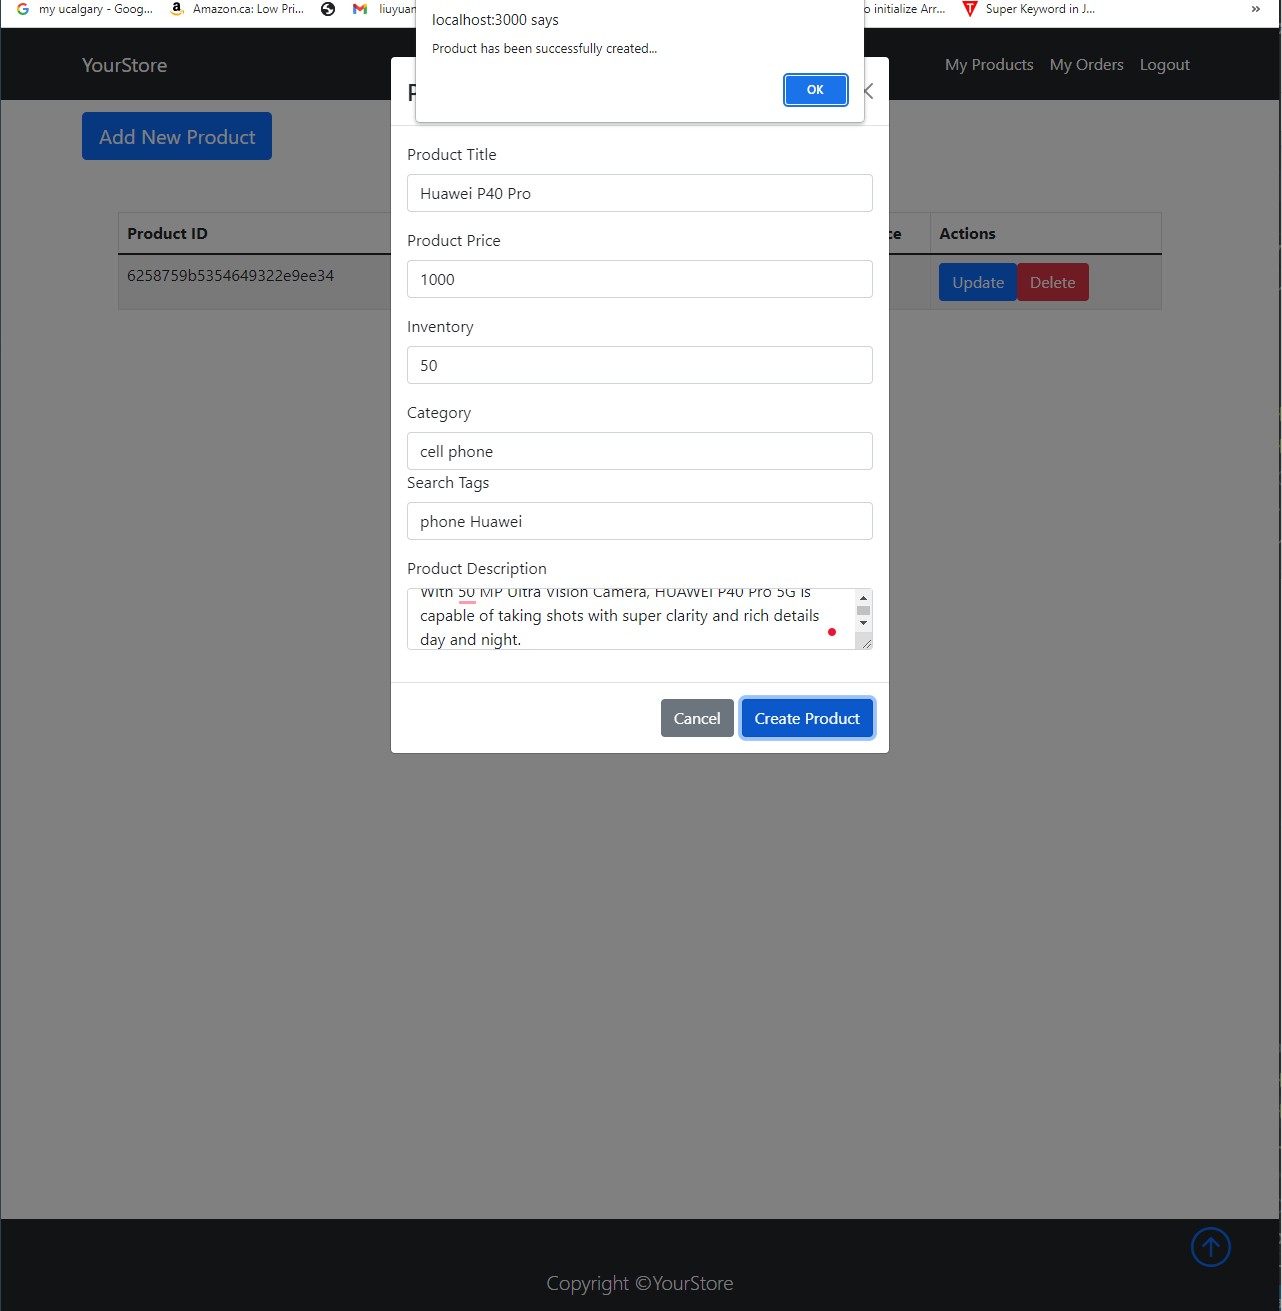 my ucalgary - Goog...
Amazon.ca: Low Pri...
liuyuan
o initialize Arr...
Super Keyword in J...
»
localhost:3000 says
Product has been successfully created...
OK
YourStore
My Products
My Orders
Logout
Add New Product
Product Title
Huawei P40 Pro
Product Price
1000
Inventory
50
Category
cell phone
Search Tags
phone Huawei
Product Description
With 50 MP Ultra Vision Camera, HUAWEI P40 Pro 5G is
capable of taking shots with super clarity and rich details
day and night.
Cancel
Create Product
Product ID
ce
Actions
6258759b5354649322e9ee34
Update
Delete
Copyright ©YourStore